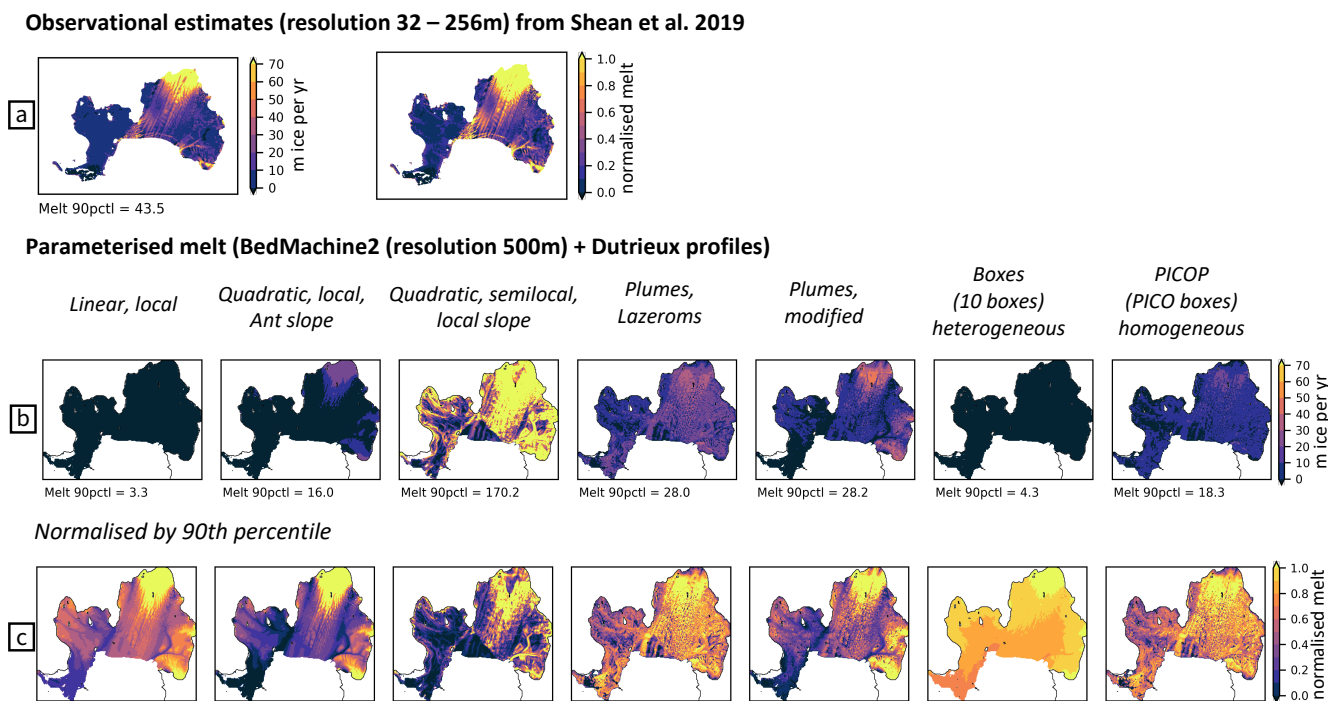 Observational estimates (resolution 32 – 256m) from Shean et al. 2019
a
70
60
50
40
30
20
10
0
m ice per yr
1.0
0.8
0.6
0.4
0.2
0.0
normalised melt
Melt 90pctl = 43.5
Parameterised melt (BedMachine2 (resolution 500m) + Dutrieux profiles)
Linear, local
Quadratic, local,
Ant slope
Quadratic, semilocal,
local slope
Plumes,
Lazeroms
Plumes,
modified
Boxes
(10 boxes)
heterogeneous
PICOP
(PICO boxes)
homogeneous
b
70
60
50
40
30
20
10
0
m ice per yr
Melt 90pctl = 3.3
Melt 90pctl = 16.0
Melt 90pctl = 170.2
Melt 90pctl = 28.0
Melt 90pctl = 28.2
Melt 90pctl = 4.3
Melt 90pctl = 18.3
Normalised by 90th percentile
c
1.0
0.8
0.6
0.4
0.2
0.0
normalised melt